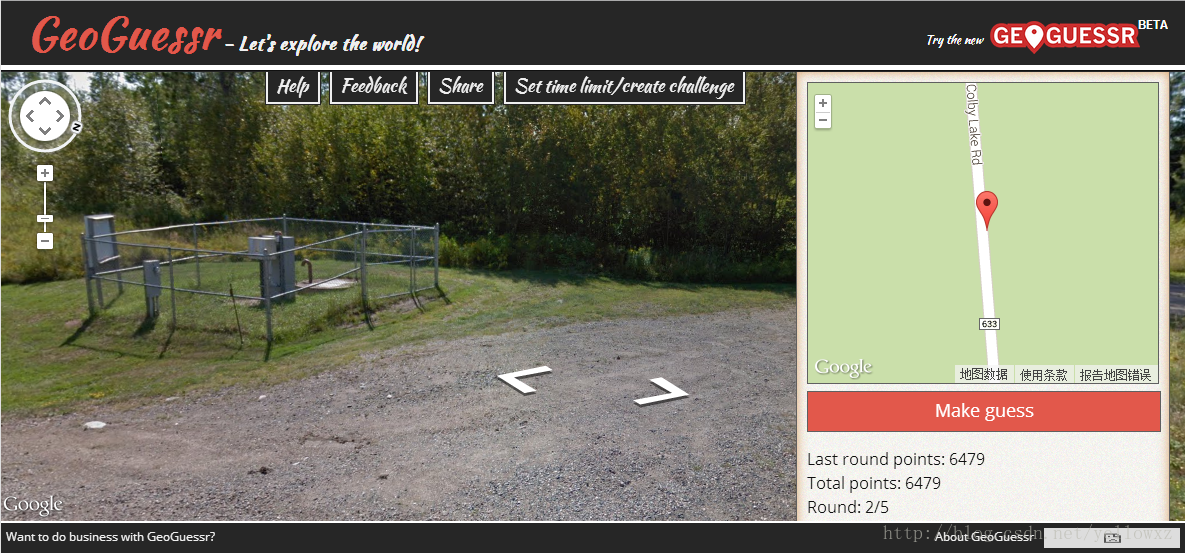 GeoGuessr – Let's explore the world!
Try the new GEOGUESSR BETA
Help
Feedback
Share
Set time limit/create challenge
N
Colby Lake Rd
633
Google
地图数据
使用条款
报告地图错误
Make guess
Last round points: 6479
Total points: 6479
Round: 2/5
Google
Want to do business with GeoGuessr?
About GeoGuessr
http://blog.csdn.net/yellowxz